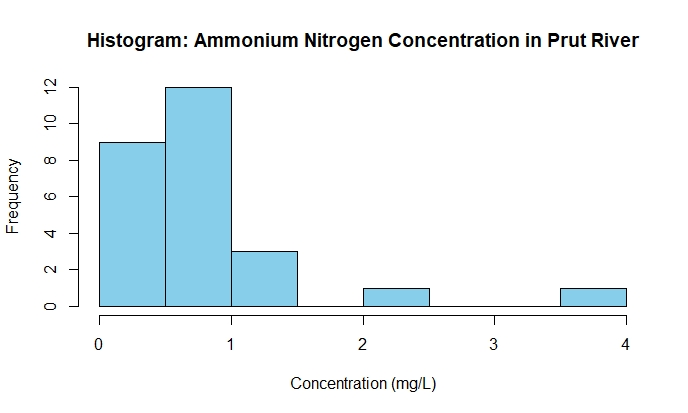 Histogram: Ammonium Nitrogen Concentration in Prut River
Frequency
12
10
8
6
4
2
0
0 1 2 3 4
Concentration (mg/L)